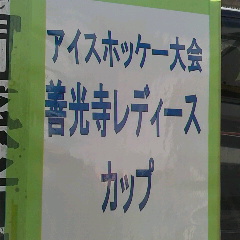 アイスホッケー大会
善光寺レディース
カップ